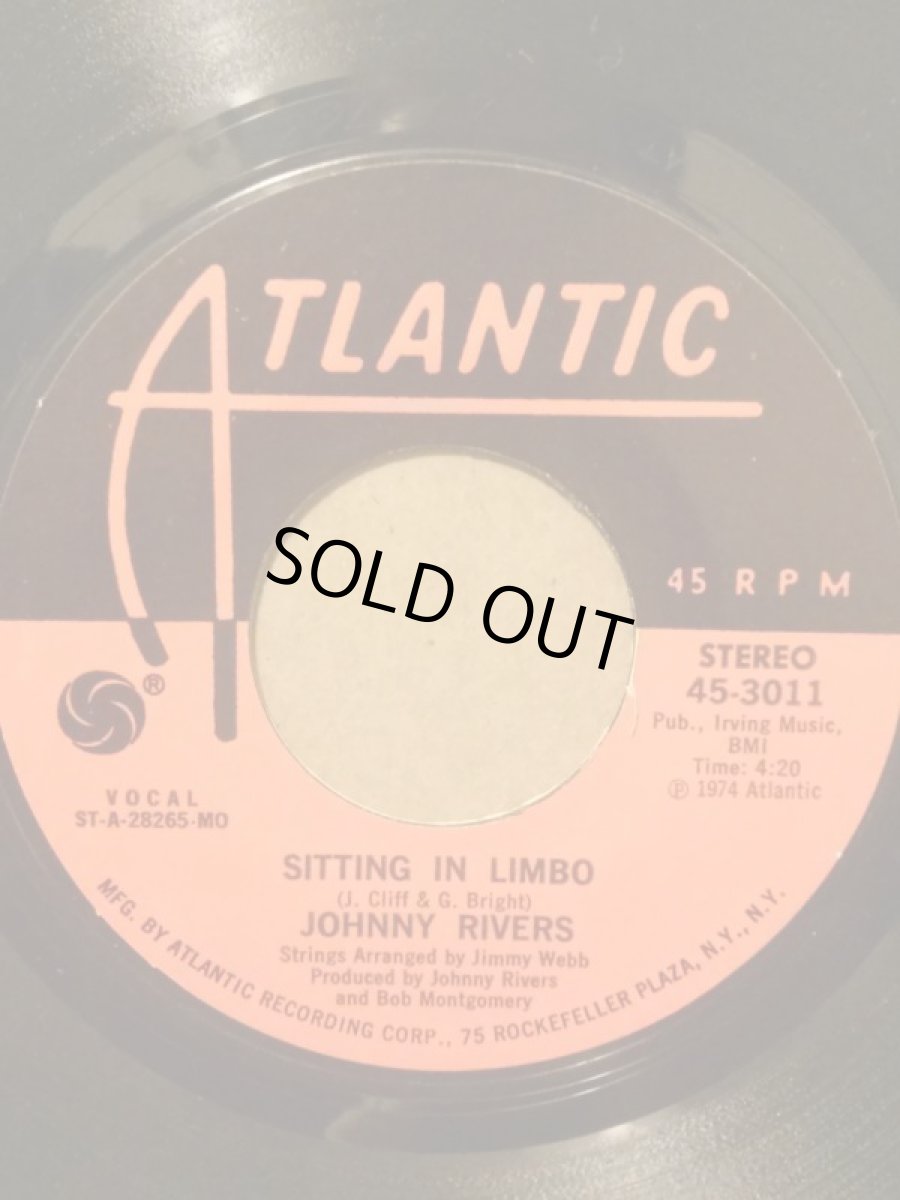 ATLANTIC
®
SOLD OUT
45 RPM
STEREO
45-3011
Pub., Irving Music,
BMI
Time: 4:20
℗ 1974 Atlantic
VOCAL
ST-A-28265-MO
SITTING IN LIMBO
(J. Cliff & G. Bright)
JOHNNY RIVERS
Strings Arranged by Jimmy Webb
Produced by Johnny Rivers
and Bob Montgomery
MFG. BY ATLANTIC RECORDING CORP., 75 ROCKEFELLER PLAZA, N.Y., N.Y.